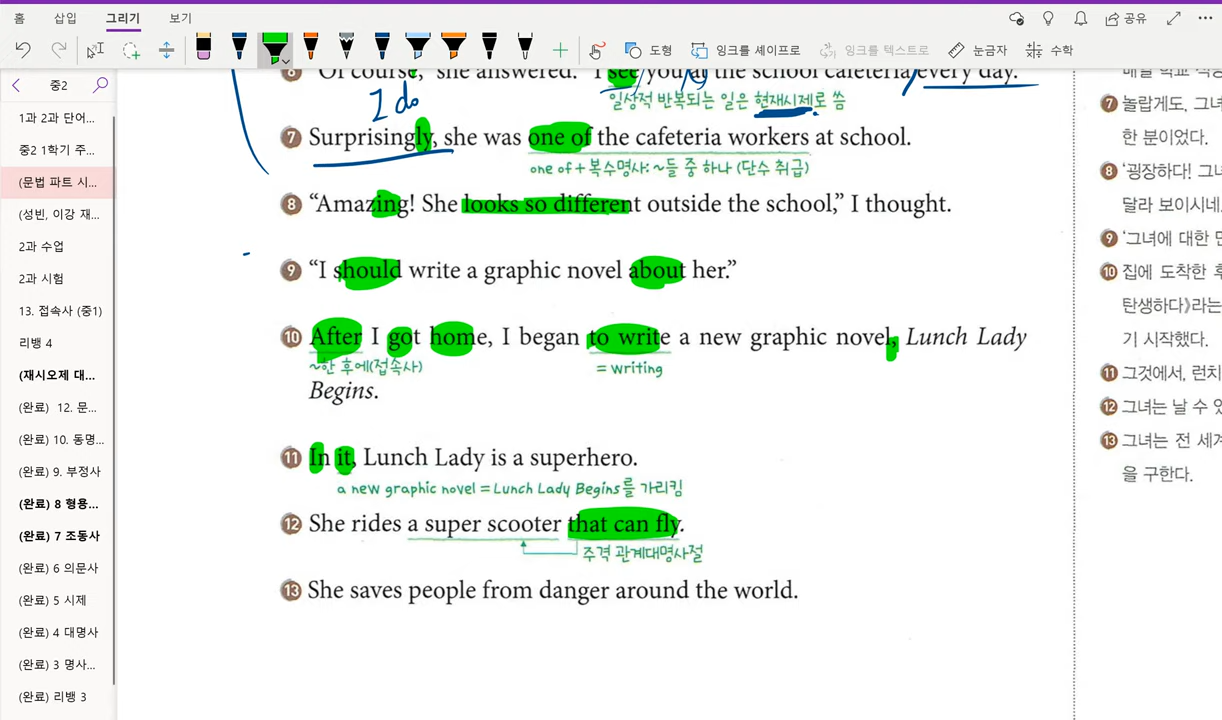 홈 삽입 그리기 보기
공유
도형 잉크를 셰이프로 잉크를 텍스트로 눈금자 수학
중2
1과 2과 단어...
중2 1학기 주...
(문법 파트 시...
(성빈, 이강 재...
2과 수업
2과 시험
13. 접속사 (중1)
리뱅 4
(재시오제 대...
(완료) 12. 문...
(완료) 10. 동명...
(완료) 9. 부정사
(완료) 8 형용...
(완료) 7 조동사
(완료) 6 의문사
(완료) 5 시제
(완료) 4 대명사
(완료) 3 명사...
(완료) 리뱅 3
"Of course," she answered. "I see you at the school cafeteria every day.
I do
일상적 반복되는 일은 현재시제로 씀
7 Surprisingly, she was one of the cafeteria workers at school.
one of + 복수명사: ~들 중 하나 (단수 취급)
8 “Amazing! She looks so different outside the school,” I thought.
9 “I should write a graphic novel about her.”
10 After I got home, I began to write a new graphic novel, Lunch Lady
~한 후에(접속사) = writing
Begins.
11 In it, Lunch Lady is a superhero.
a new graphic novel = Lunch Lady Begins를 가리킴
12 She rides a super scooter that can fly.
주격 관계대명사절
13 She saves people from danger around the world.
7 놀랍게도, 그녀
한 분이었다.
8 ‘굉장하다! 그녀
달라 보이시네.
9 ‘그녀에 대한 만
10 집에 도착한 후
탄생하다》라는
기 시작했다.
11 그것에서, 런치
12 그녀는 날 수 있
13 그녀는 전 세계
을 구한다.